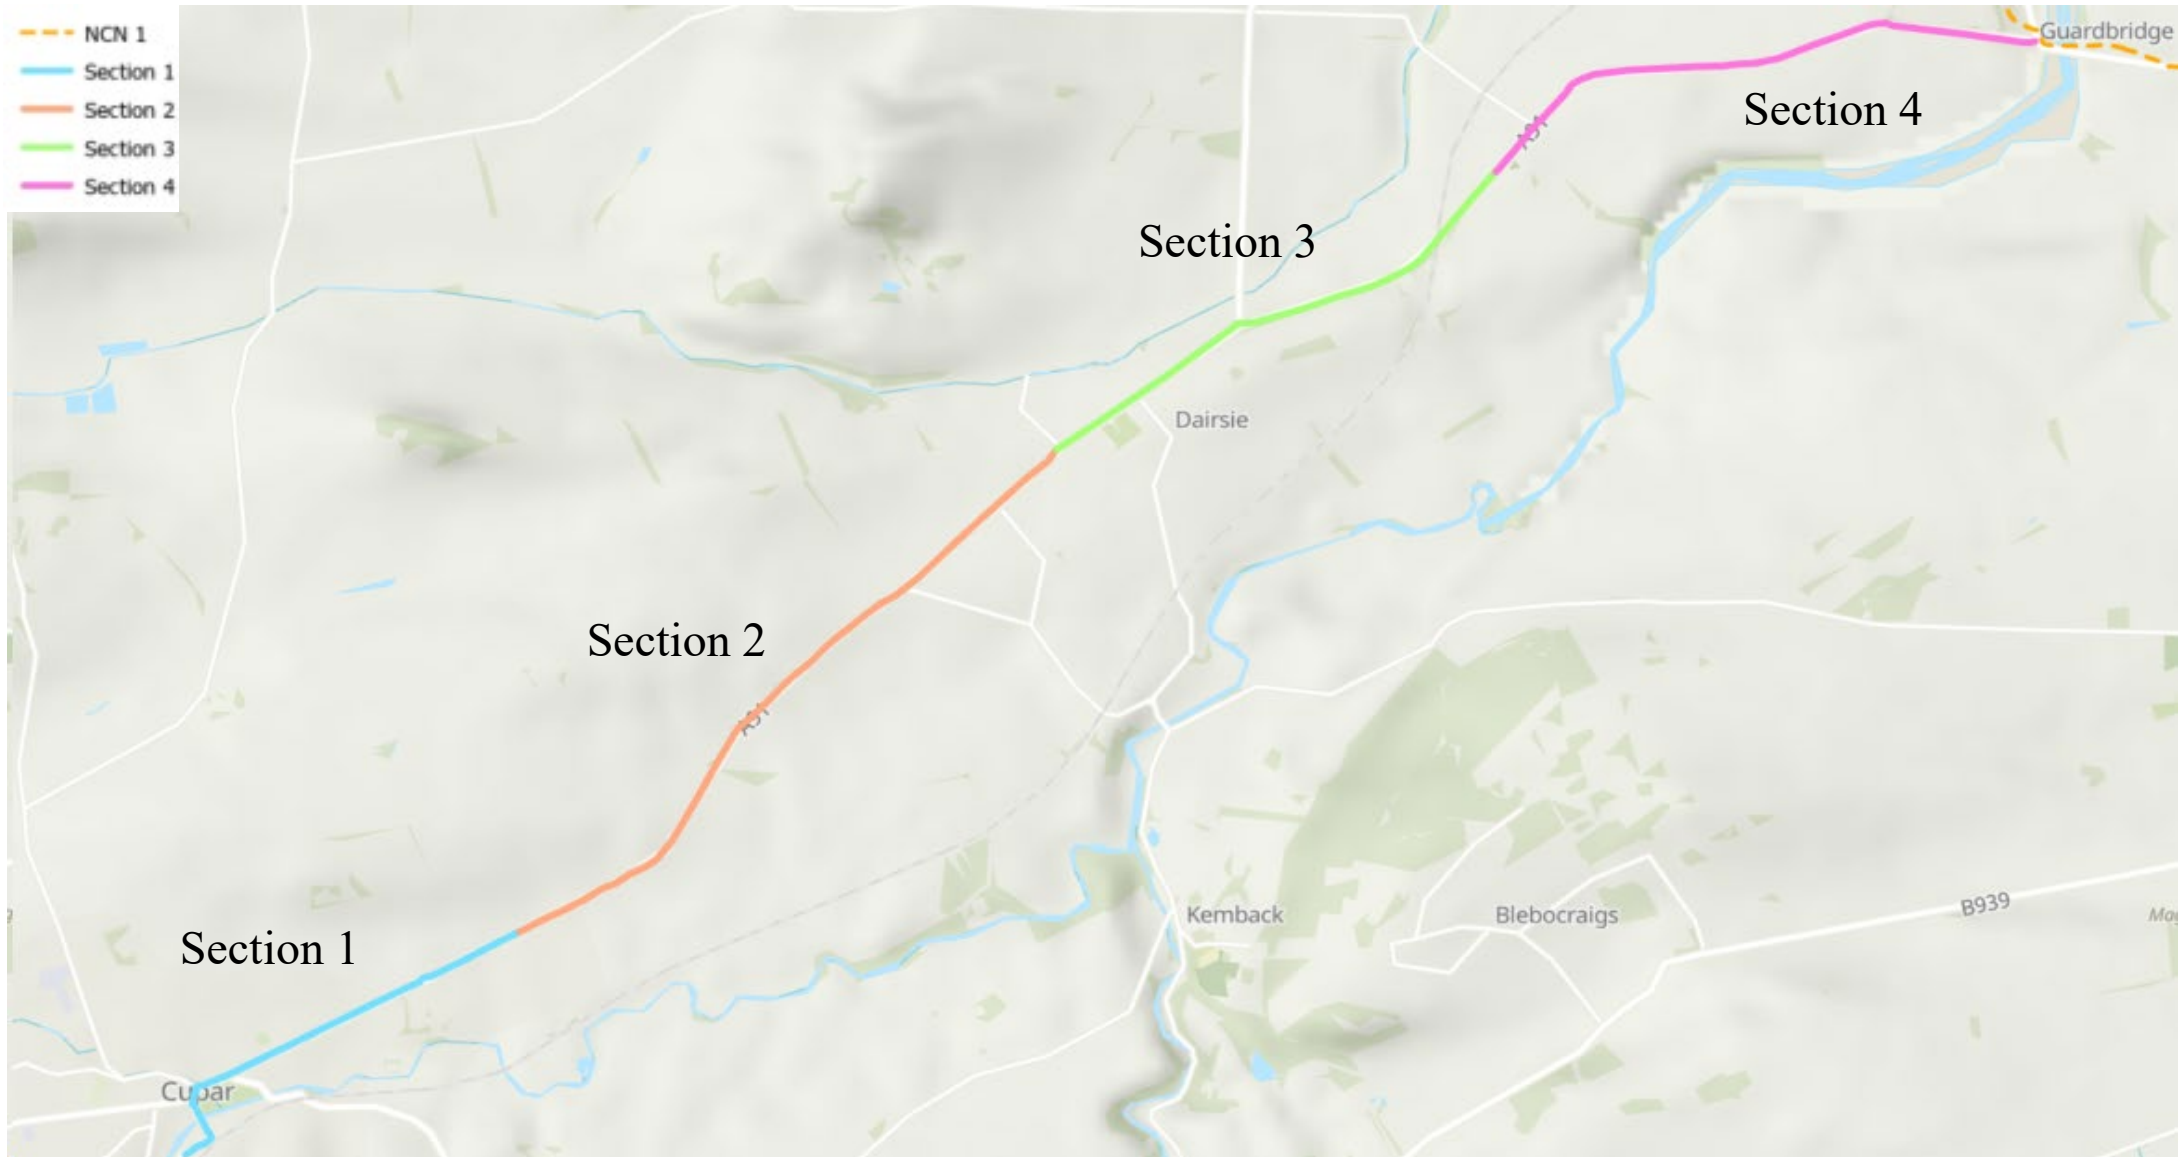 NCN 1
Section 1
Section 2
Section 3
Section 4
Guardbridge
Section 4
A91
Section 3
Dairsie
Section 2
A91
Kemback
Blebocraigs
B939
Section 1
Cupar